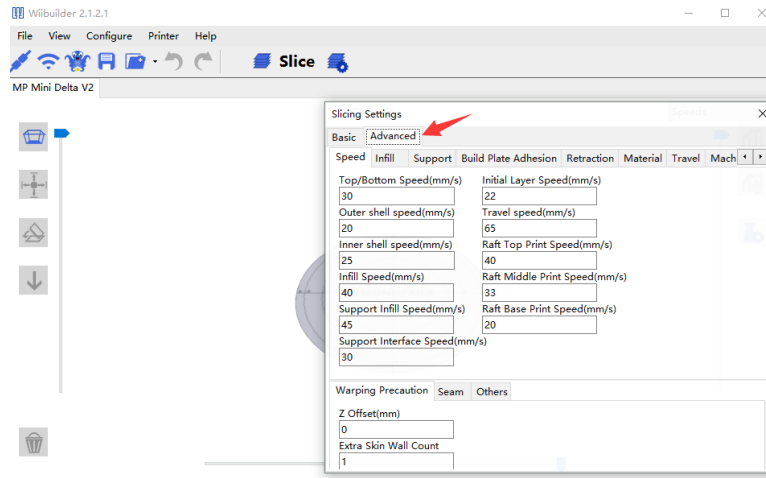 Wiibuilder 2.1.2.1
File View Configure Printer Help
Slice
MP Mini Delta V2
Slicing Settings
Speeds
Basic Advanced
Speed Infill Support Build Plate Adhesion Retraction Material Travel Mach
Top/Bottom Speed(mm/s) Initial Layer Speed(mm/s)
30 22
Outer shell speed(mm/s) Travel speed(mm/s)
20 65
Inner shell speed(mm/s) Raft Top Print Speed(mm/s)
25 40
Infill Speed(mm/s) Raft Middle Print Speed(mm/s)
40 33
Support Infill Speed(mm/s) Raft Base Print Speed(mm/s)
45 20
Support Interface Speed(mm/s)
30
Warping Precaution Seam Others
Z Offset(mm)
0
Extra Skin Wall Count
1